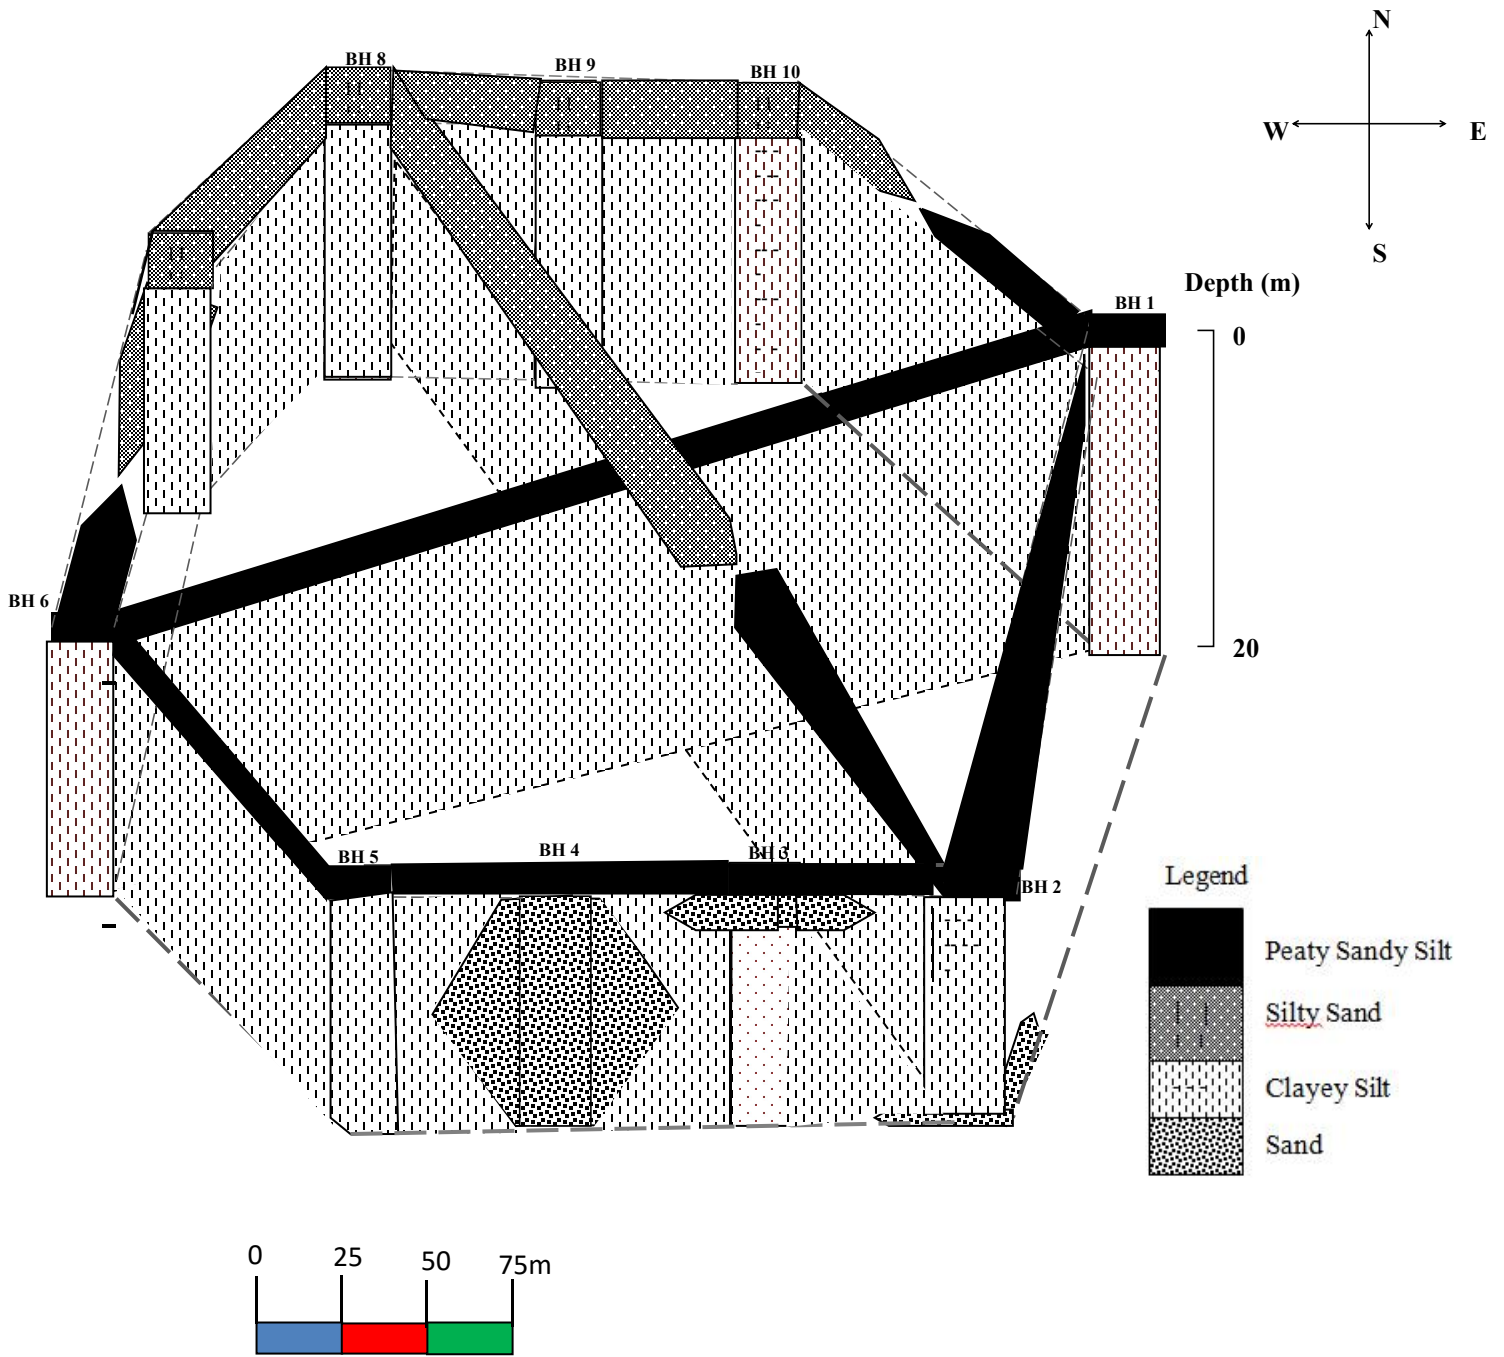 N
BH 8
BH 9
BH 10
W
E
S
Depth (m)
BH 1
0
BH 6
20
BH 5
BH 4
BH 3
BH 2
Legend
Peaty Sandy Silt
Silty Sand
Clayey Silt
Sand
0
25
50
75m